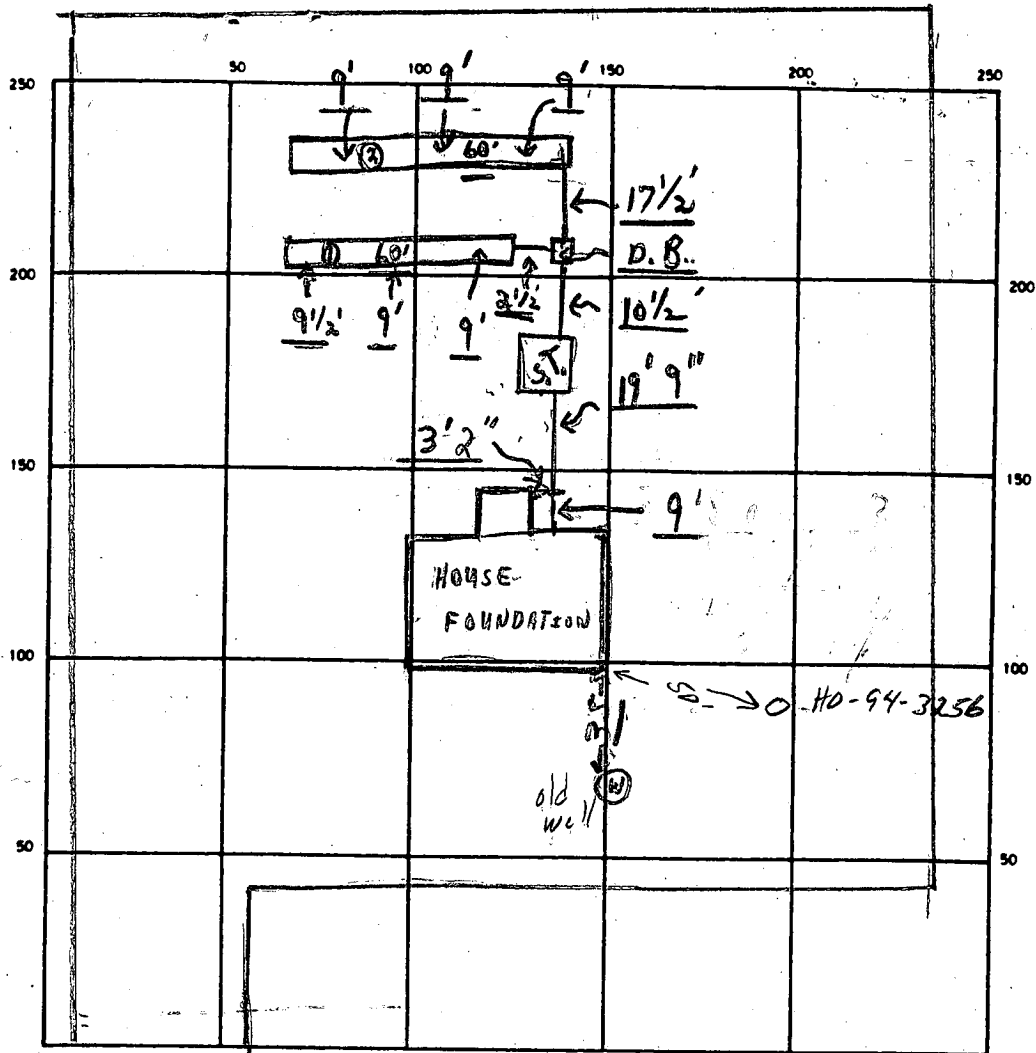 50 100 150 200 250
9' 9' 9'
250
② 60'
17½'
① 60'
D. B.
200 200
9½' 9' 9' 2½' 10½'
S.T.
19' 9"
3' 2"
150 150
9'
HOUSE
FOUNDATION
100 100
HO-94-3256
old
well
W
50 50